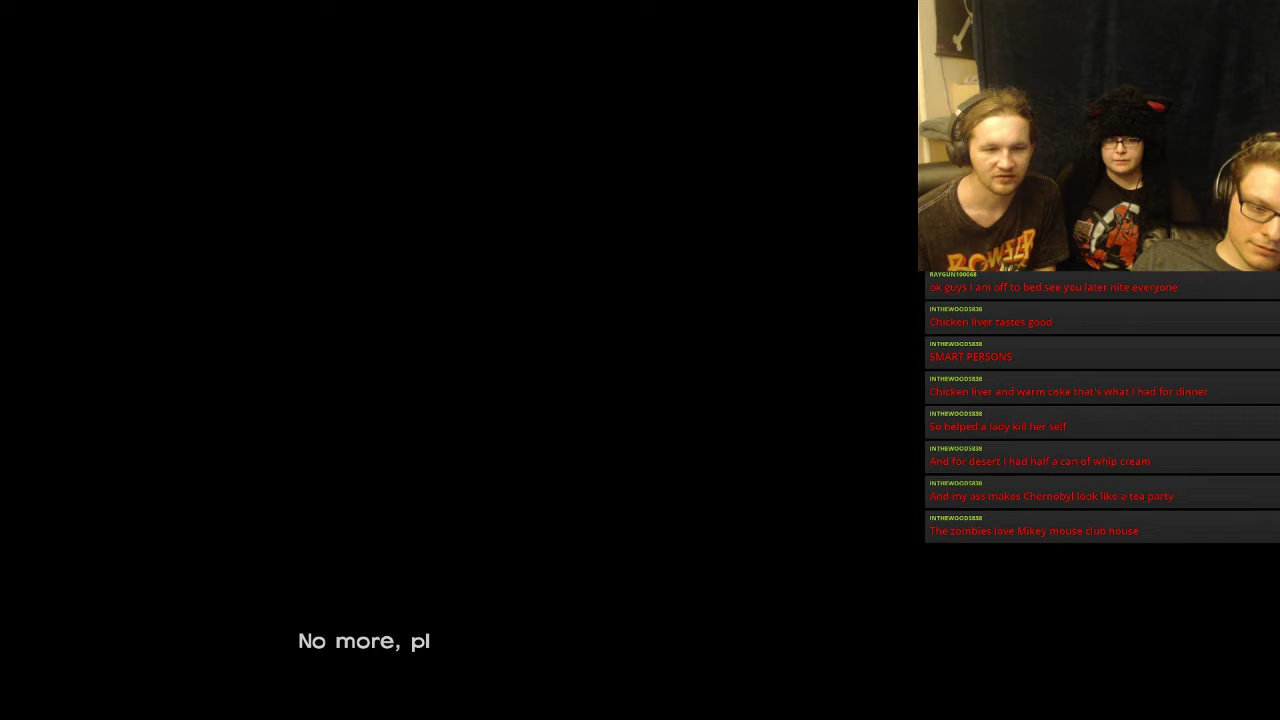 BOWSER
RAYGUN100068
ok guys I am off to bed see you later nite everyone
INTHEWOODS838
Chicken liver tastes good
INTHEWOODS838
SMART PERSONS
INTHEWOODS838
Chicken liver and warm coke that's what I had for dinner
INTHEWOODS838
So helped a lady kill her self
INTHEWOODS838
And for desert I had half a can of whip cream
INTHEWOODS838
And my ass makes Chernobyl look like a tea party
INTHEWOODS838
The zombies love Mikey mouse club house
No more, pl